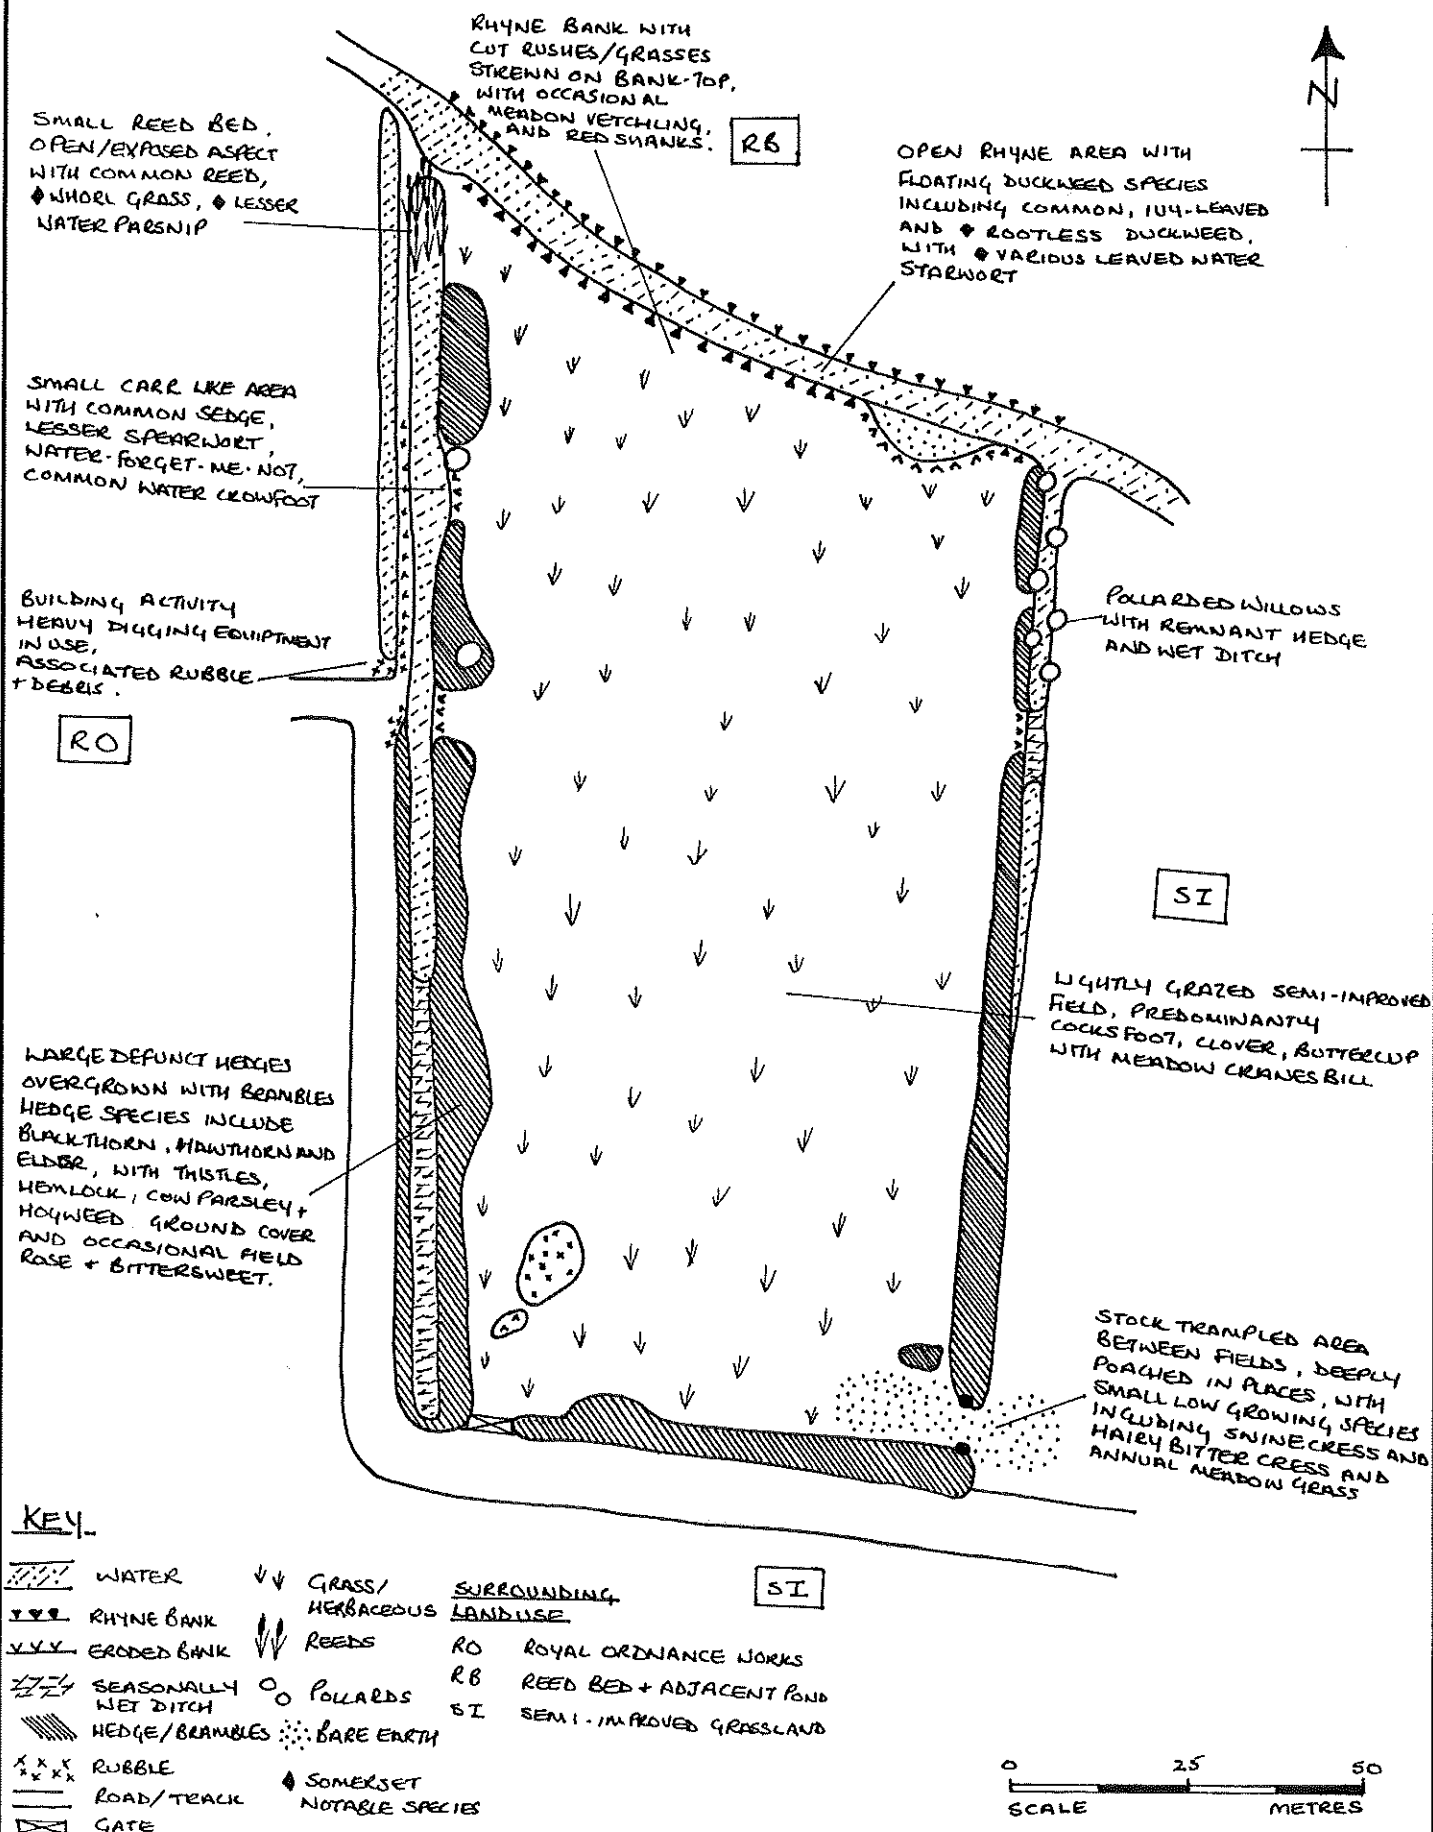 RHYNE BANK WITH
CUT RUSHES/GRASSES
STREWN ON BANK-TOP,
WITH OCCASIONAL
MEADOW VETCHLING,
AND REDSHANKS.
RB
N
SMALL REED BED,
OPEN/EXPOSED ASPECT
WITH COMMON REED,
♦ WHORL GRASS, ♦ LESSER
WATER PARSNIP
OPEN RHYNE AREA WITH
FLOATING DUCKWEED SPECIES
INCLUDING COMMON, IUY-LEAVED
AND ♦ ROOTLESS DUCKWEED,
WITH ♦ VARIOUS LEAVED WATER
STARWORT
SMALL CARR LIKE AREA
WITH COMMON SEDGE,
LESSER SPEARWORT,
WATER-FORGET-ME-NOT,
COMMON WATER CROWFOOT
BUILDING ACTIVITY
HEAVY DIGGING EQUIPTMENT
IN USE,
ASSOCIATED RUBBLE
+ DEBRIS.
RO
POLLARDED WILLOWS
WITH REMNANT HEDGE
AND WET DITCH
SI
LIGHTLY GRAZED SEMI-IMPROVED
FIELD, PREDOMINANTLY
COCKSFOOT, CLOVER, BUTTERCUP
WITH MEADOW CRANESBILL
LARGE DEFUNCT HEDGES
OVERGROWN WITH BRAMBLES
HEDGE SPECIES INCLUDE
BLACKTHORN, HAWTHORN AND
ELDER, WITH THISTLES,
HEMLOCK, COW PARSLEY +
HOGWEED GROUND COVER
AND OCCASIONAL FIELD
ROSE + BITTERSWEET.
STOCK TRAMPLED AREA
BETWEEN FIELDS, DEEPLY
POACHED IN PLACES, WITH
SMALL LOW GROWING SPECIES
INCLUDING SWINECRESS AND
HAIRY BITTER CRESS AND
ANNUAL MEADOW GRASS
SI
KEY
WATER
RHYNE BANK
ERODED BANK
SEASONALLY
WET DITCH
HEDGE/BRAMBLES
RUBBLE
ROAD/TRACK
GATE
GRASS/
HERBACEOUS
REEDS
POLLARDS
BARE EARTH
♦ SOMERSET
NOTABLE SPECIES
SURROUNDING
LANDUSE
RO ROYAL ORDNANCE WORKS
RB REED BED + ADJACENT POND
SI SEMI-IMPROVED GRASSLAND
0 25 50
SCALE METRES